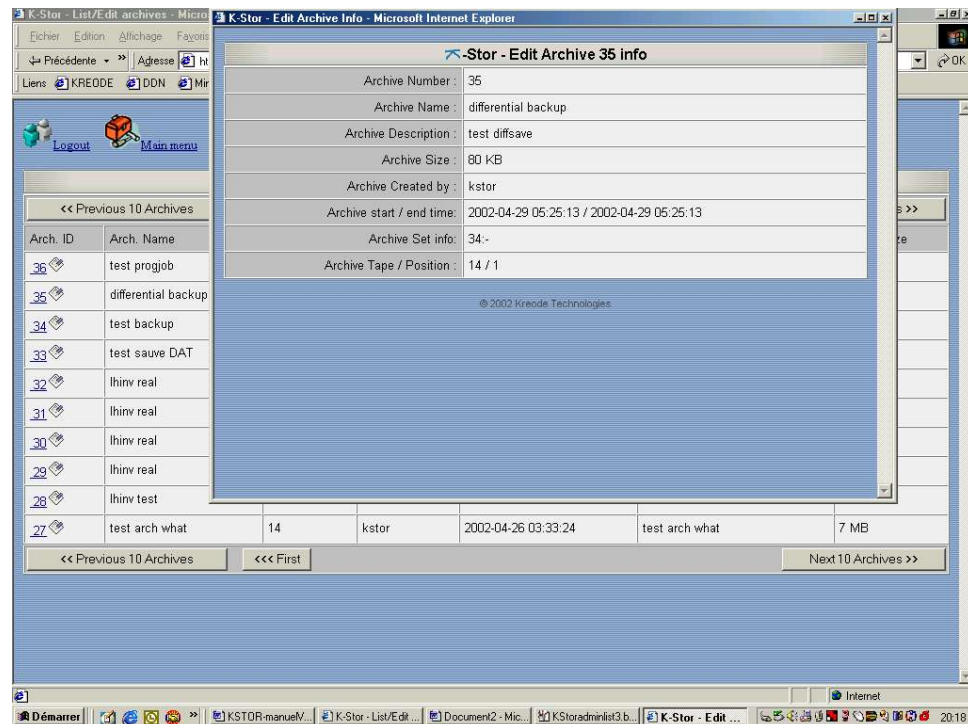 K-Stor - List/Edit archives - Micros
K-Stor - Edit Archive Info - Microsoft Internet Explorer
Fichier Edition Affichage Favoris
Précédente » Adresse ht OK
Liens KREODE DDN Mir
Logout Main menu
-Stor - Edit Archive 35 info
Archive Number : 35
Archive Name : differential backup
Archive Description : test diffsave
Archive Size : 80 KB
Archive Created by : kstor
Archive start / end time: 2002-04-29 05:25:13 / 2002-04-29 05:25:13
Archive Set info: 34:-
Archive Tape / Position : 14 / 1
© 2002 Kreode Technologies
<< Previous 10 Archives s >>
Arch. ID Arch. Name ze
36 test progjob
35 differential backup
34 test backup
33 test sauve DAT
32 lhinv real
31 lhinv real
30 lhinv real
29 lhinv real
28 lhinv test
27 test arch what 14 kstor 2002-04-26 03:33:24 test arch what 7 MB
<< Previous 10 Archives <<< First Next 10 Archives >>
Internet
Démarrer » KSTOR-manuelV... K-Stor - List/Edit ... Document2 - Mic... KStoradminlist3.b... K-Stor - Edit ... 20:18